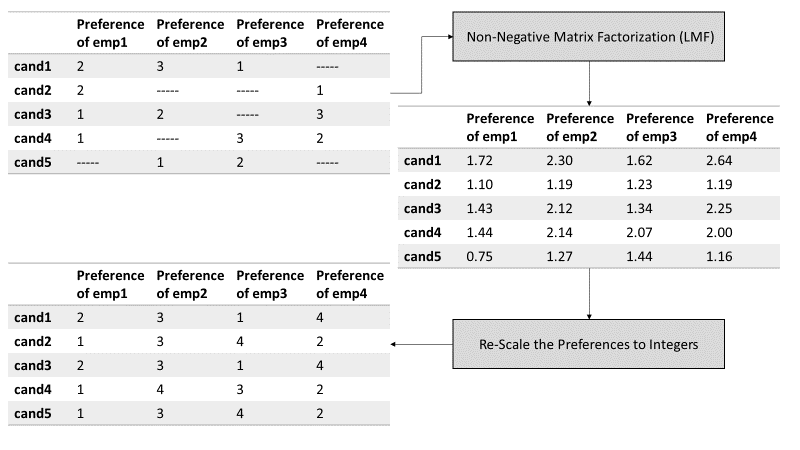 Preference Preference Preference Preference
of emp1 of emp2 of emp3 of emp4
cand1 2 3 1 -----
cand2 2 ----- ----- 1
cand3 1 2 ----- 3
cand4 1 ----- 3 2
cand5 ----- 1 2 -----
Non-Negative Matrix Factorization (LMF)
Preference Preference Preference Preference
of emp1 of emp2 of emp3 of emp4
cand1 1.72 2.30 1.62 2.64
cand2 1.10 1.19 1.23 1.19
cand3 1.43 2.12 1.34 2.25
cand4 1.44 2.14 2.07 2.00
cand5 0.75 1.27 1.44 1.16
Re-Scale the Preferences to Integers
Preference Preference Preference Preference
of emp1 of emp2 of emp3 of emp4
cand1 2 3 1 4
cand2 1 3 4 2
cand3 2 3 1 4
cand4 1 4 3 2
cand5 1 3 4 2